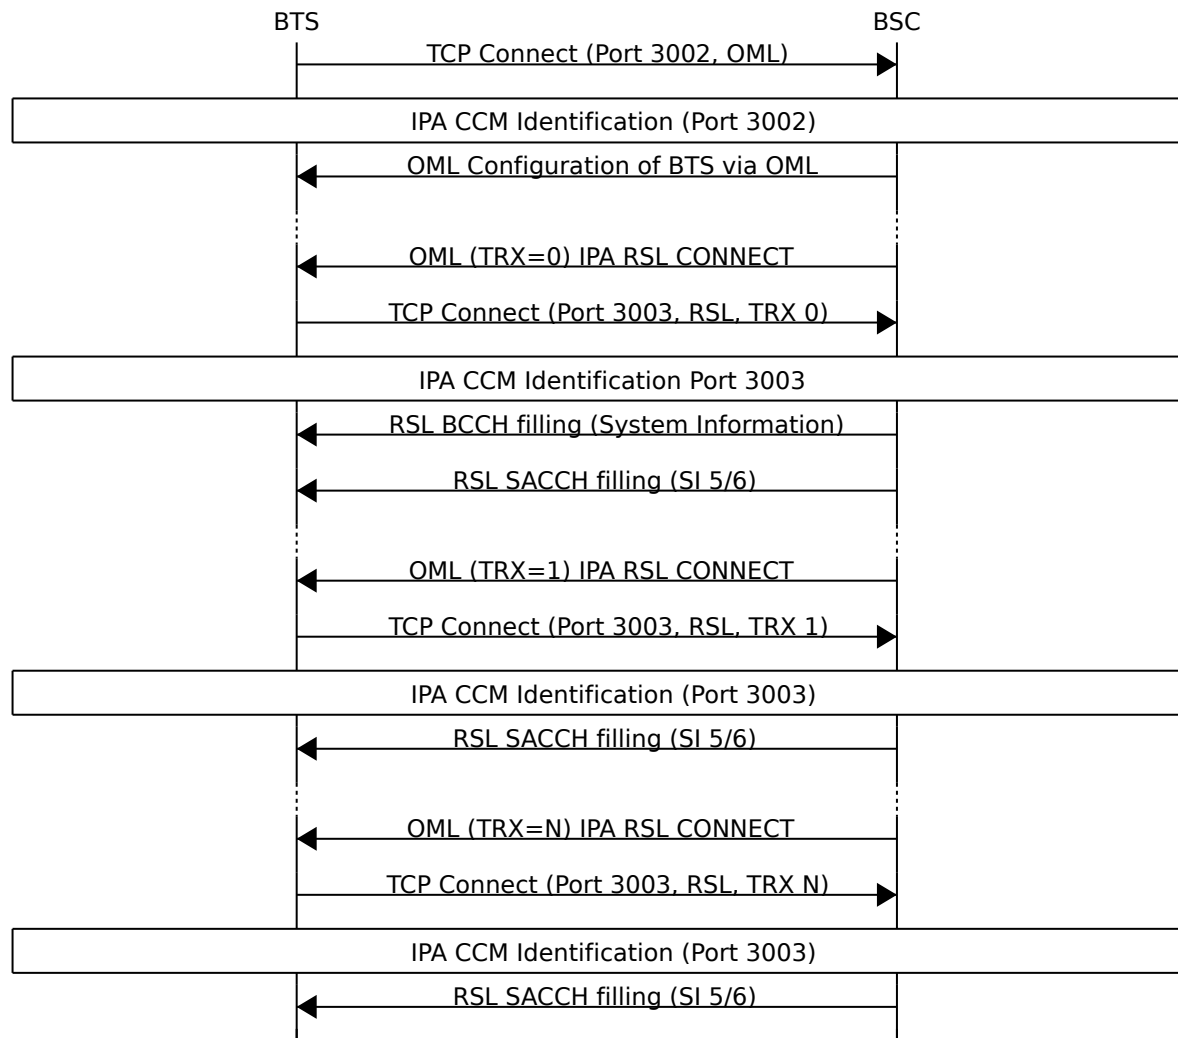 BTS BSC
TCP Connect (Port 3002, OML)
IPA CCM Identification (Port 3002)
OML Configuration of BTS via OML
OML (TRX=0) IPA RSL CONNECT
TCP Connect (Port 3003, RSL, TRX 0)
IPA CCM Identification Port 3003
RSL BCCH filling (System Information)
RSL SACCH filling (SI 5/6)
OML (TRX=1) IPA RSL CONNECT
TCP Connect (Port 3003, RSL, TRX 1)
IPA CCM Identification (Port 3003)
RSL SACCH filling (SI 5/6)
OML (TRX=N) IPA RSL CONNECT
TCP Connect (Port 3003, RSL, TRX N)
IPA CCM Identification (Port 3003)
RSL SACCH filling (SI 5/6)